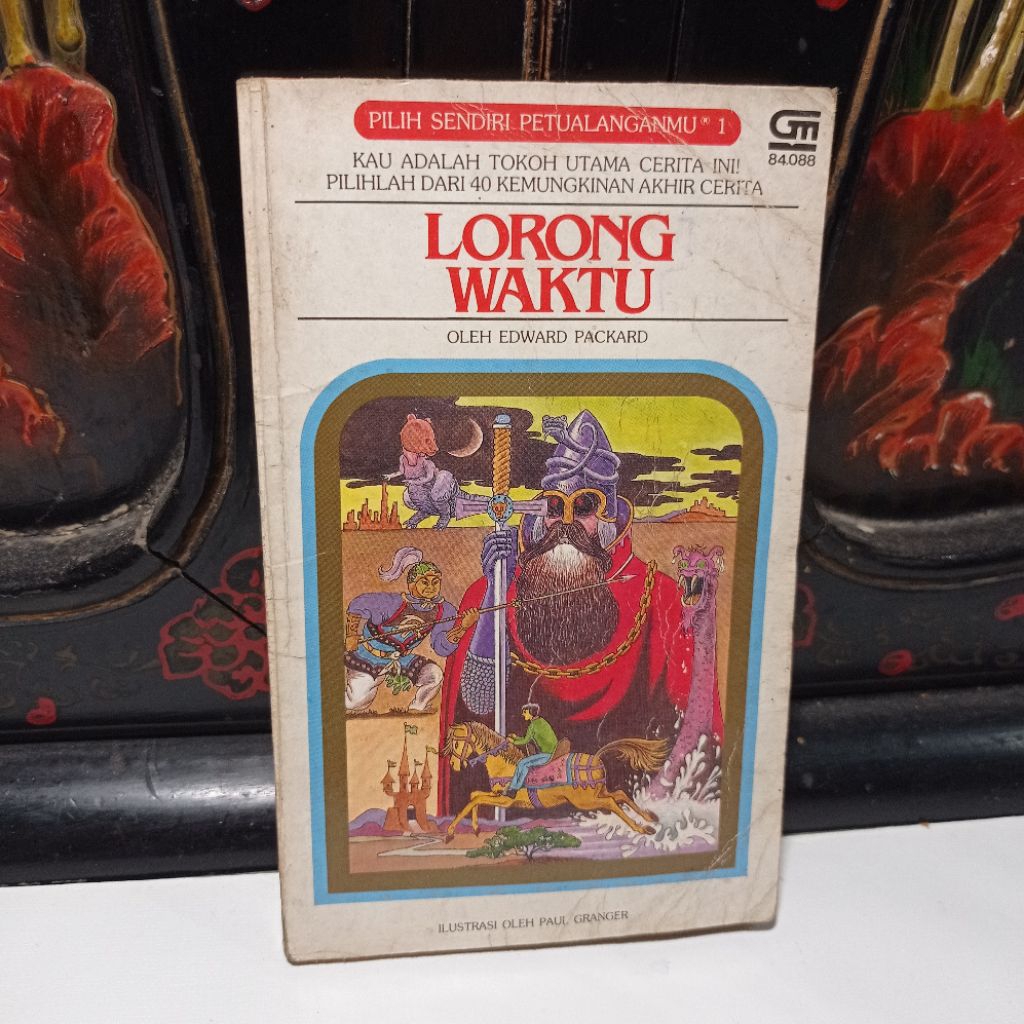 PILIH SENDIRI PETUALANGANMU® 1
GM
84.088
KAU ADALAH TOKOH UTAMA CERITA INI!
PILIHLAH DARI 40 KEMUNGKINAN AKHIR CERITA
LORONG
WAKTU
OLEH EDWARD PACKARD
ILUSTRASI OLEH PAUL GRANGER